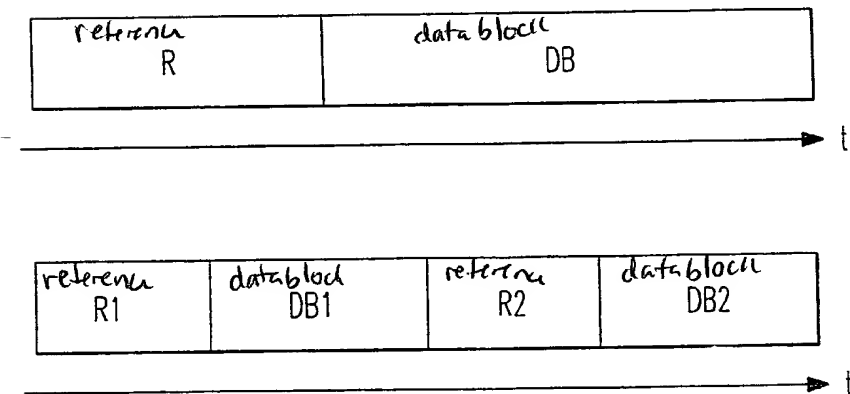 reference datablock
R DB
t
reference datablock reference datablock
R1 DB1 R2 DB2
t